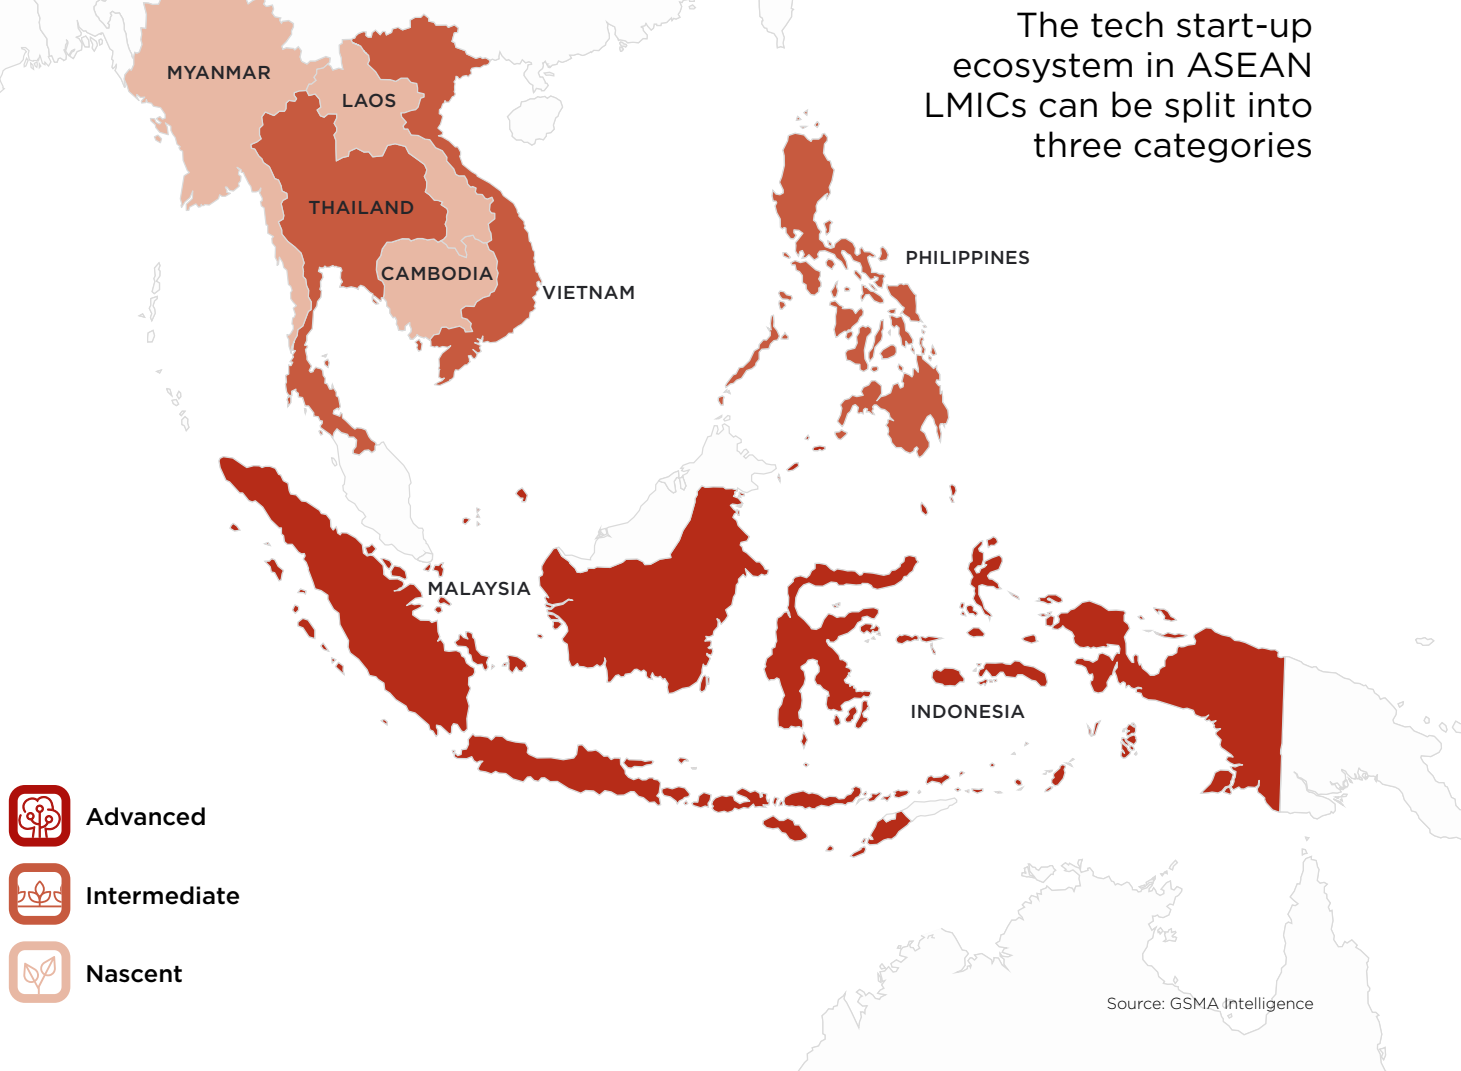 The tech start-up
ecosystem in ASEAN
LMICs can be split into
three categories
MYANMAR
LAOS
THAILAND
CAMBODIA
VIETNAM
PHILIPPINES
MALAYSIA
INDONESIA
Advanced
Intermediate
Nascent
Source: GSMA Intelligence